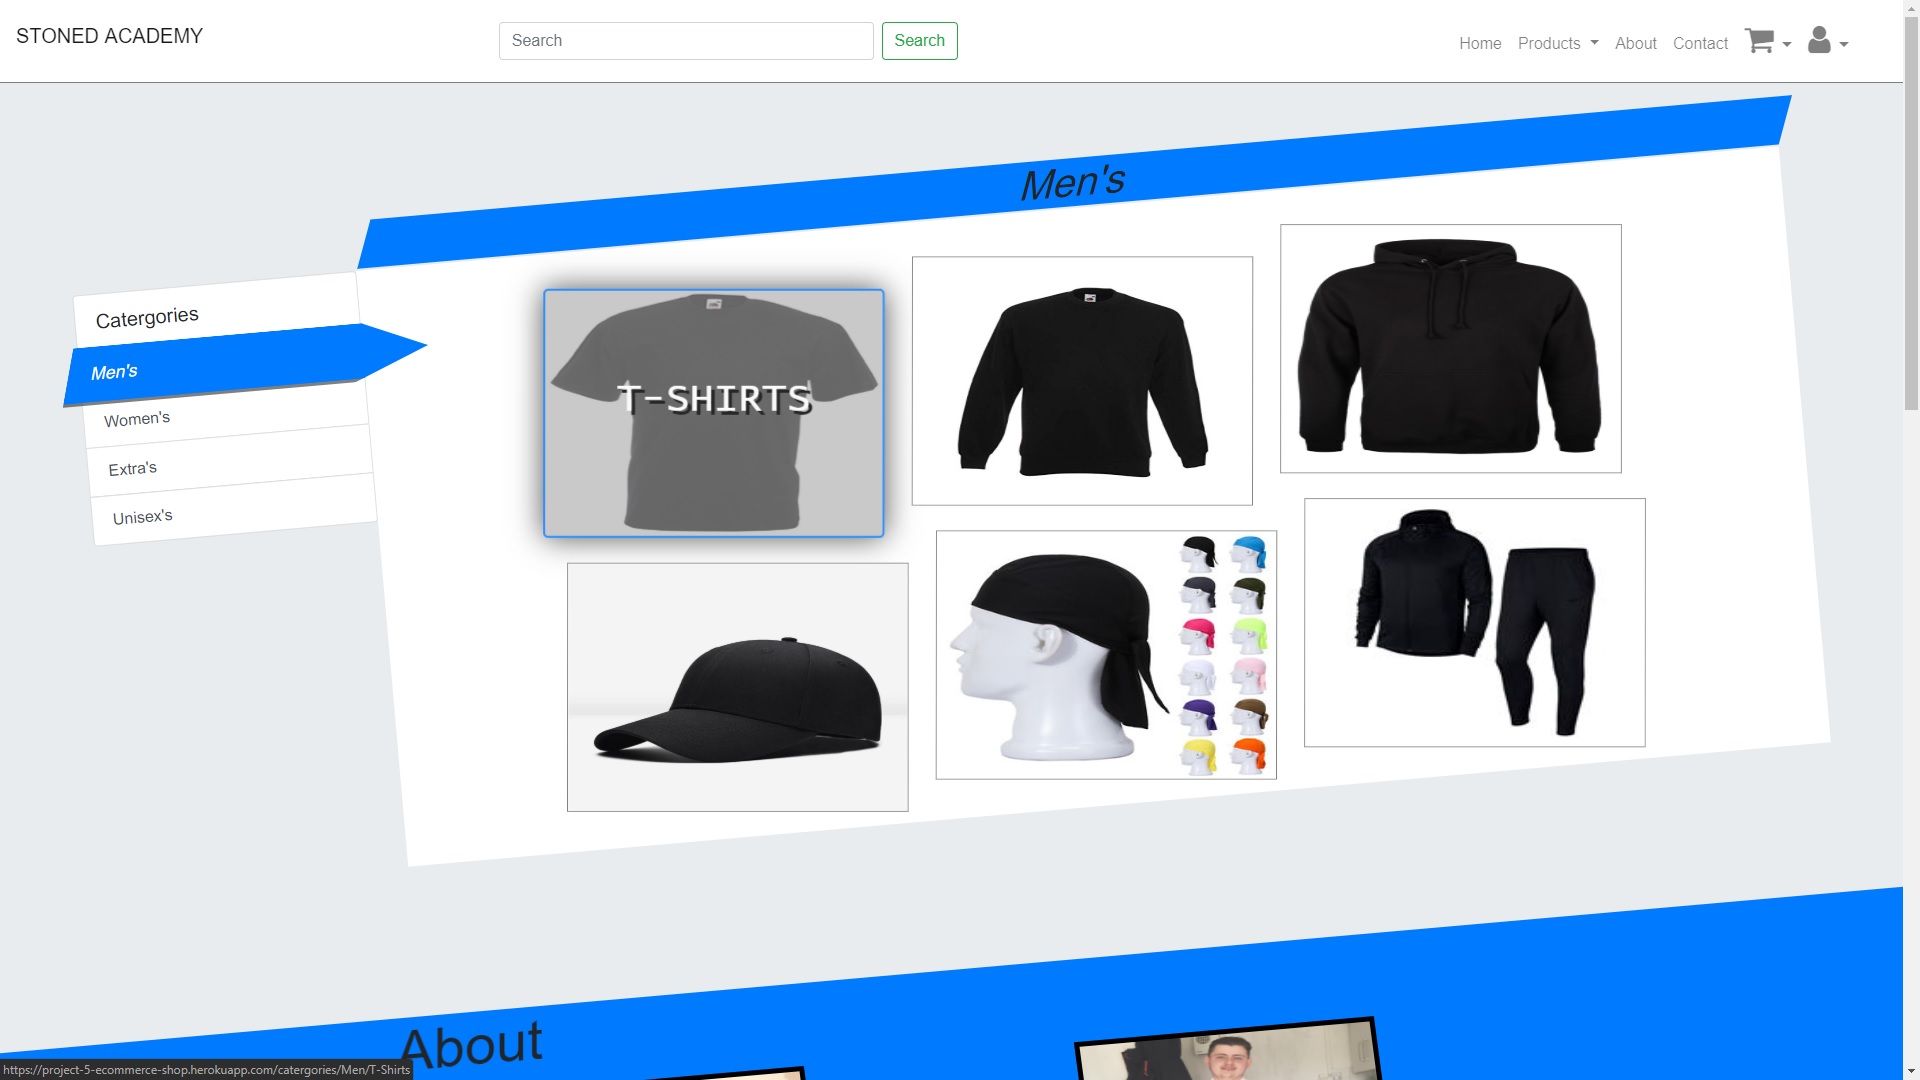 STONED ACADEMY
Search
Search
Home
Products
About
Contact
Men's
Catergories
Men's
Women's
Extra's
Unisex's
T-SHIRTS
About
https://project-5-ecommerce-shop.herokuapp.com/catergories/Men/T-Shirts